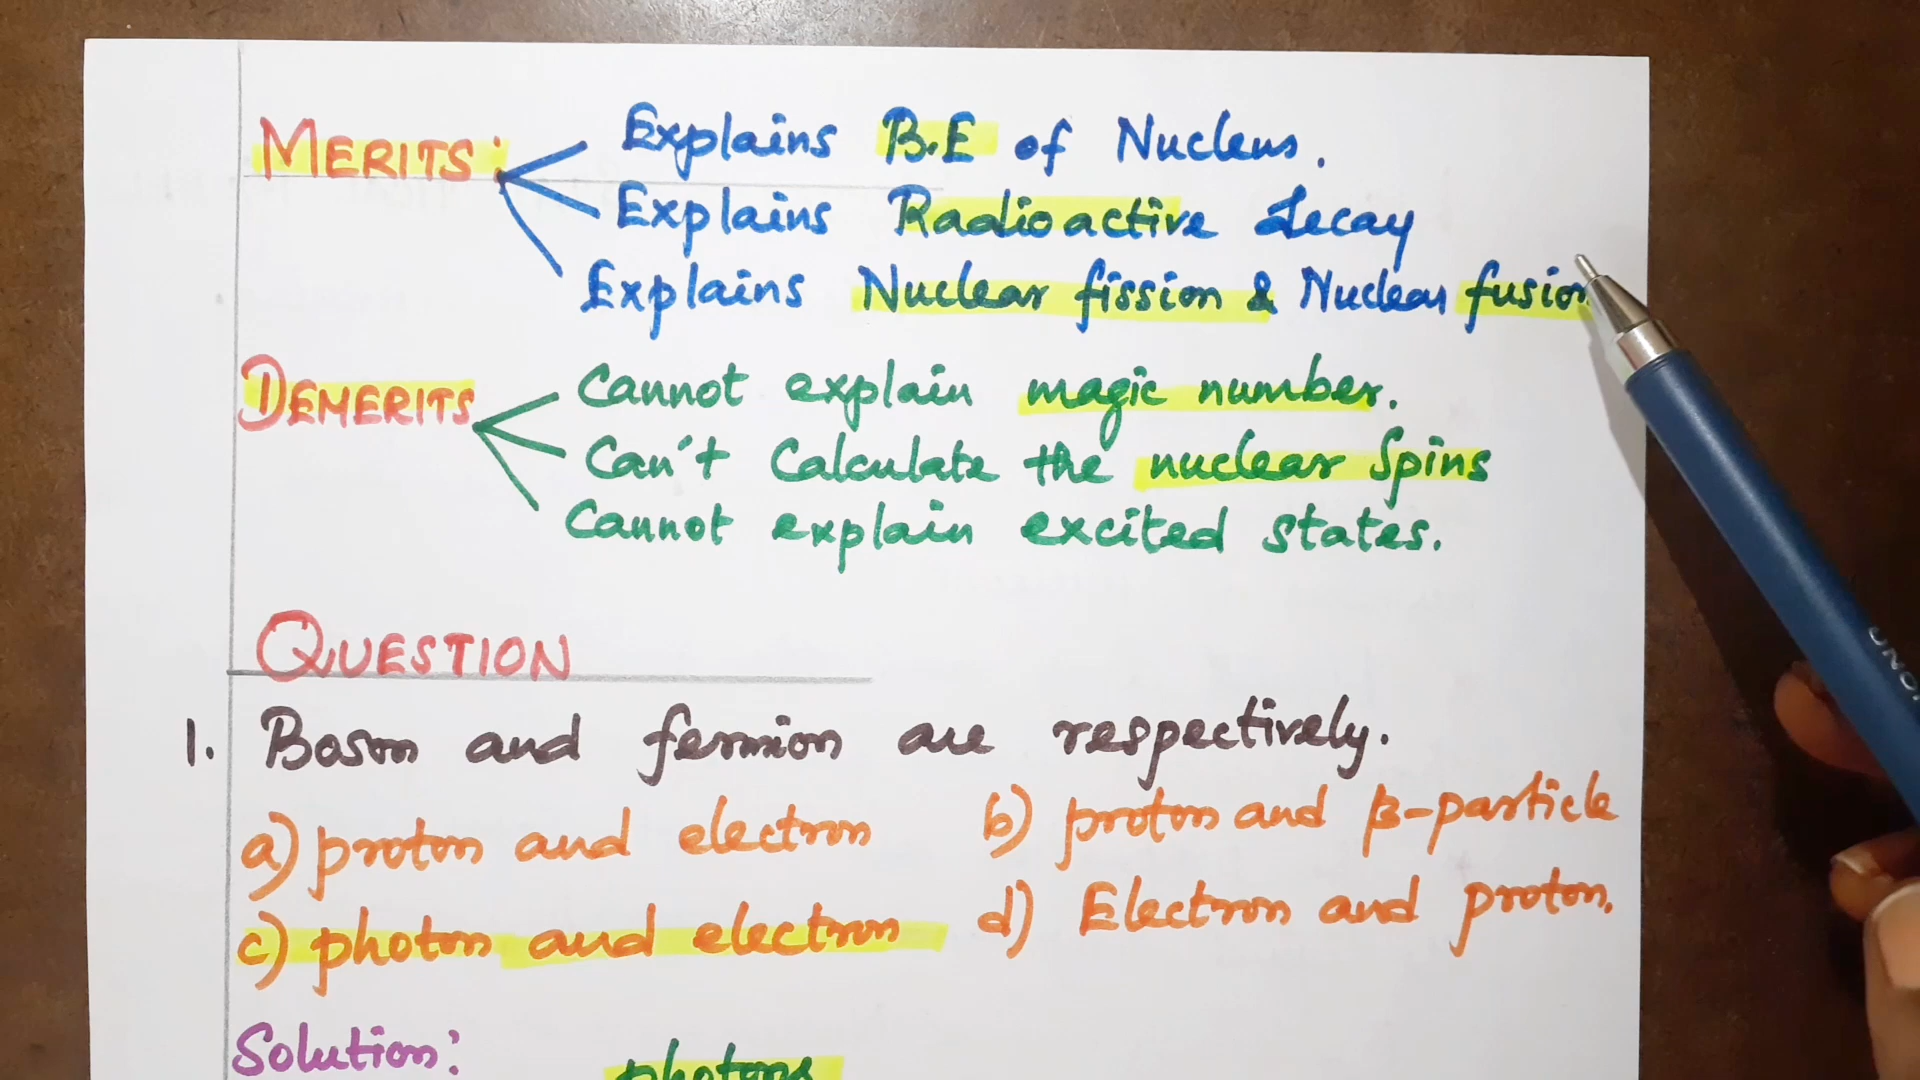 MERITS:
Explains B.E of Nucleus.
Explains Radioactive decay
Explains Nuclear fission & Nuclear fusion
DEMERITS
Cannot explain magic number.
Can't Calculate the nuclear Spins
Cannot explain excited states.
QUESTION
1. Boson and fermion are respectively.
a) proton and electron b) proton and β-particle
c) photon and electron d) Electron and proton.
Solution:
photons
UNO